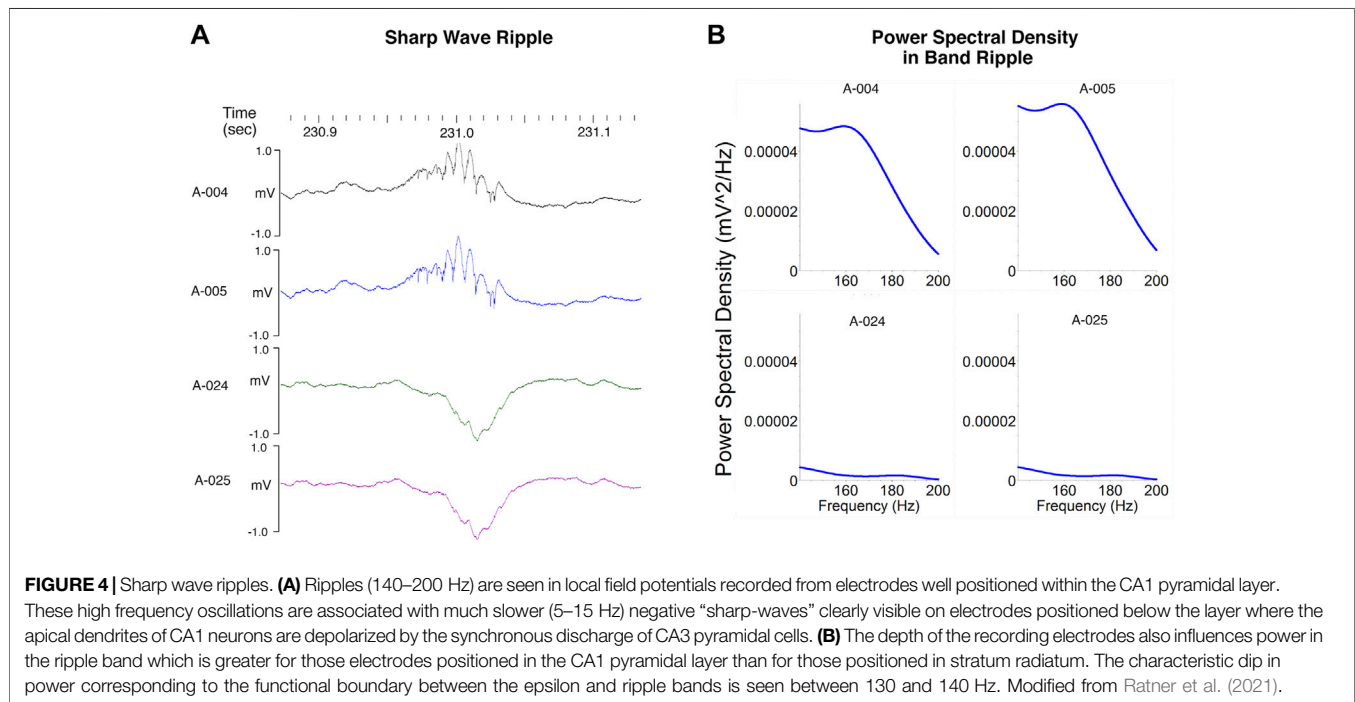 A
Sharp Wave Ripple
Time
(sec)
230.9
231.0
231.1
1.0
A-004
mV
-1.0
1.0
A-005
mV
-1.0
1.0
A-024
mV
-1.0
1.0
A-025
mV
-1.0
B
Power Spectral Density
in Band Ripple
Power Spectral Density (mV^2/Hz)
A-004
0.00004
0.00002
0
160 180 200
A-005
0.00004
0.00002
0
160 180 200
A-024
0.00004
0.00002
0
160 180 200
Frequency (Hz)
A-025
0.00004
0.00002
0
160 180 200
Frequency (Hz)
FIGURE 4 | Sharp wave ripples. (A) Ripples (140–200 Hz) are seen in local field potentials recorded from electrodes well positioned within the CA1 pyramidal layer.
These high frequency oscillations are associated with much slower (5–15 Hz) negative “sharp-waves” clearly visible on electrodes positioned below the layer where the
apical dendrites of CA1 neurons are depolarized by the synchronous discharge of CA3 pyramidal cells. (B) The depth of the recording electrodes also influences power in
the ripple band which is greater for those electrodes positioned in the CA1 pyramidal layer than for those positioned in stratum radiatum. The characteristic dip in
power corresponding to the functional boundary between the epsilon and ripple bands is seen between 130 and 140 Hz. Modified from Ratner et al. (2021).